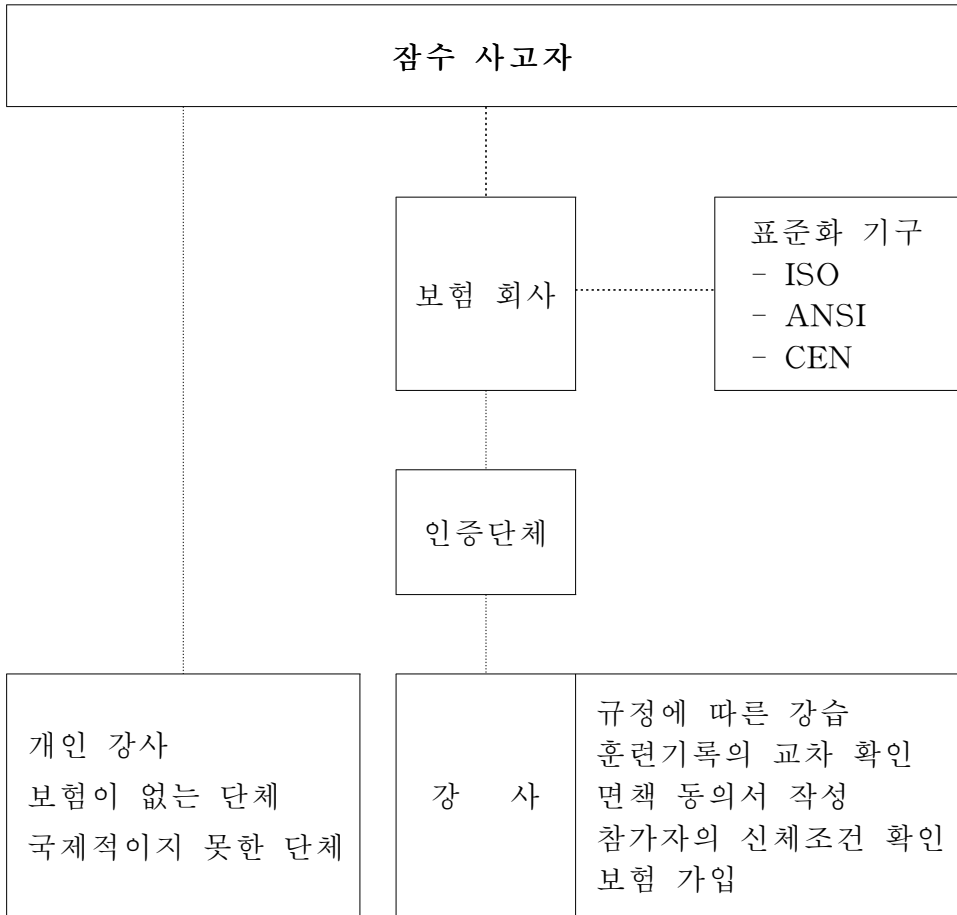 잠수 사고자
보험 회사
표준화 기구
- ISO
- ANSI
- CEN
인증단체
개인 강사
보험이 없는 단체
국제적이지 못한 단체
강 사
규정에 따른 강습
훈련기록의 교차 확인
면책 동의서 작성
참가자의 신체조건 확인
보험 가입